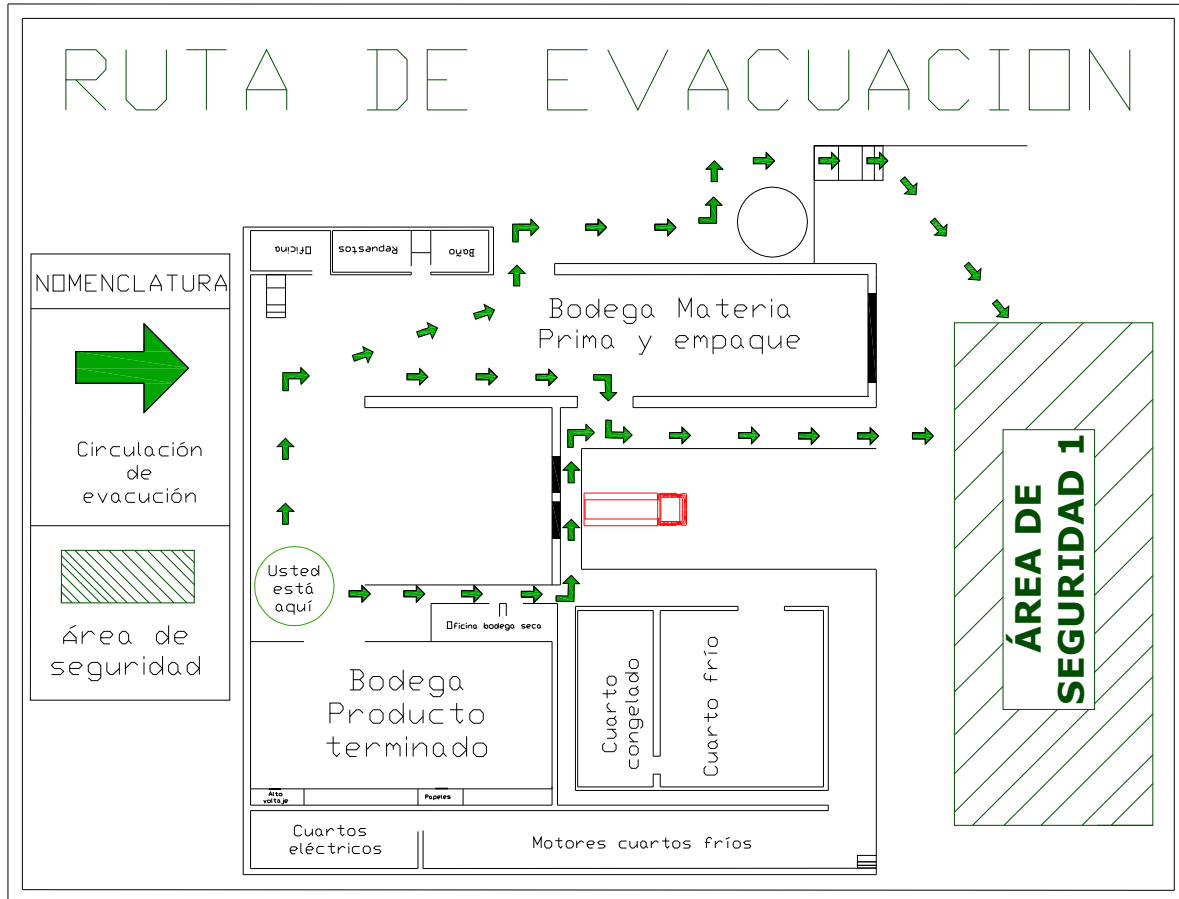 RUTA DE EVACUACION
NOMENCLATURA
Circulación
de
evacución
Área de
seguridad
Oficina
Repuestos
Baño
Bodega Materia
Prima y empaque
Usted
está
aquí
Oficina bodega seca
Bodega
Producto
terminado
Alto
voltaje
Papeles
Cuarto
congelado
Cuarto frío
Cuartos
eléctricos
Motores cuartos fríos
ÁREA DE
SEGURIDAD 1